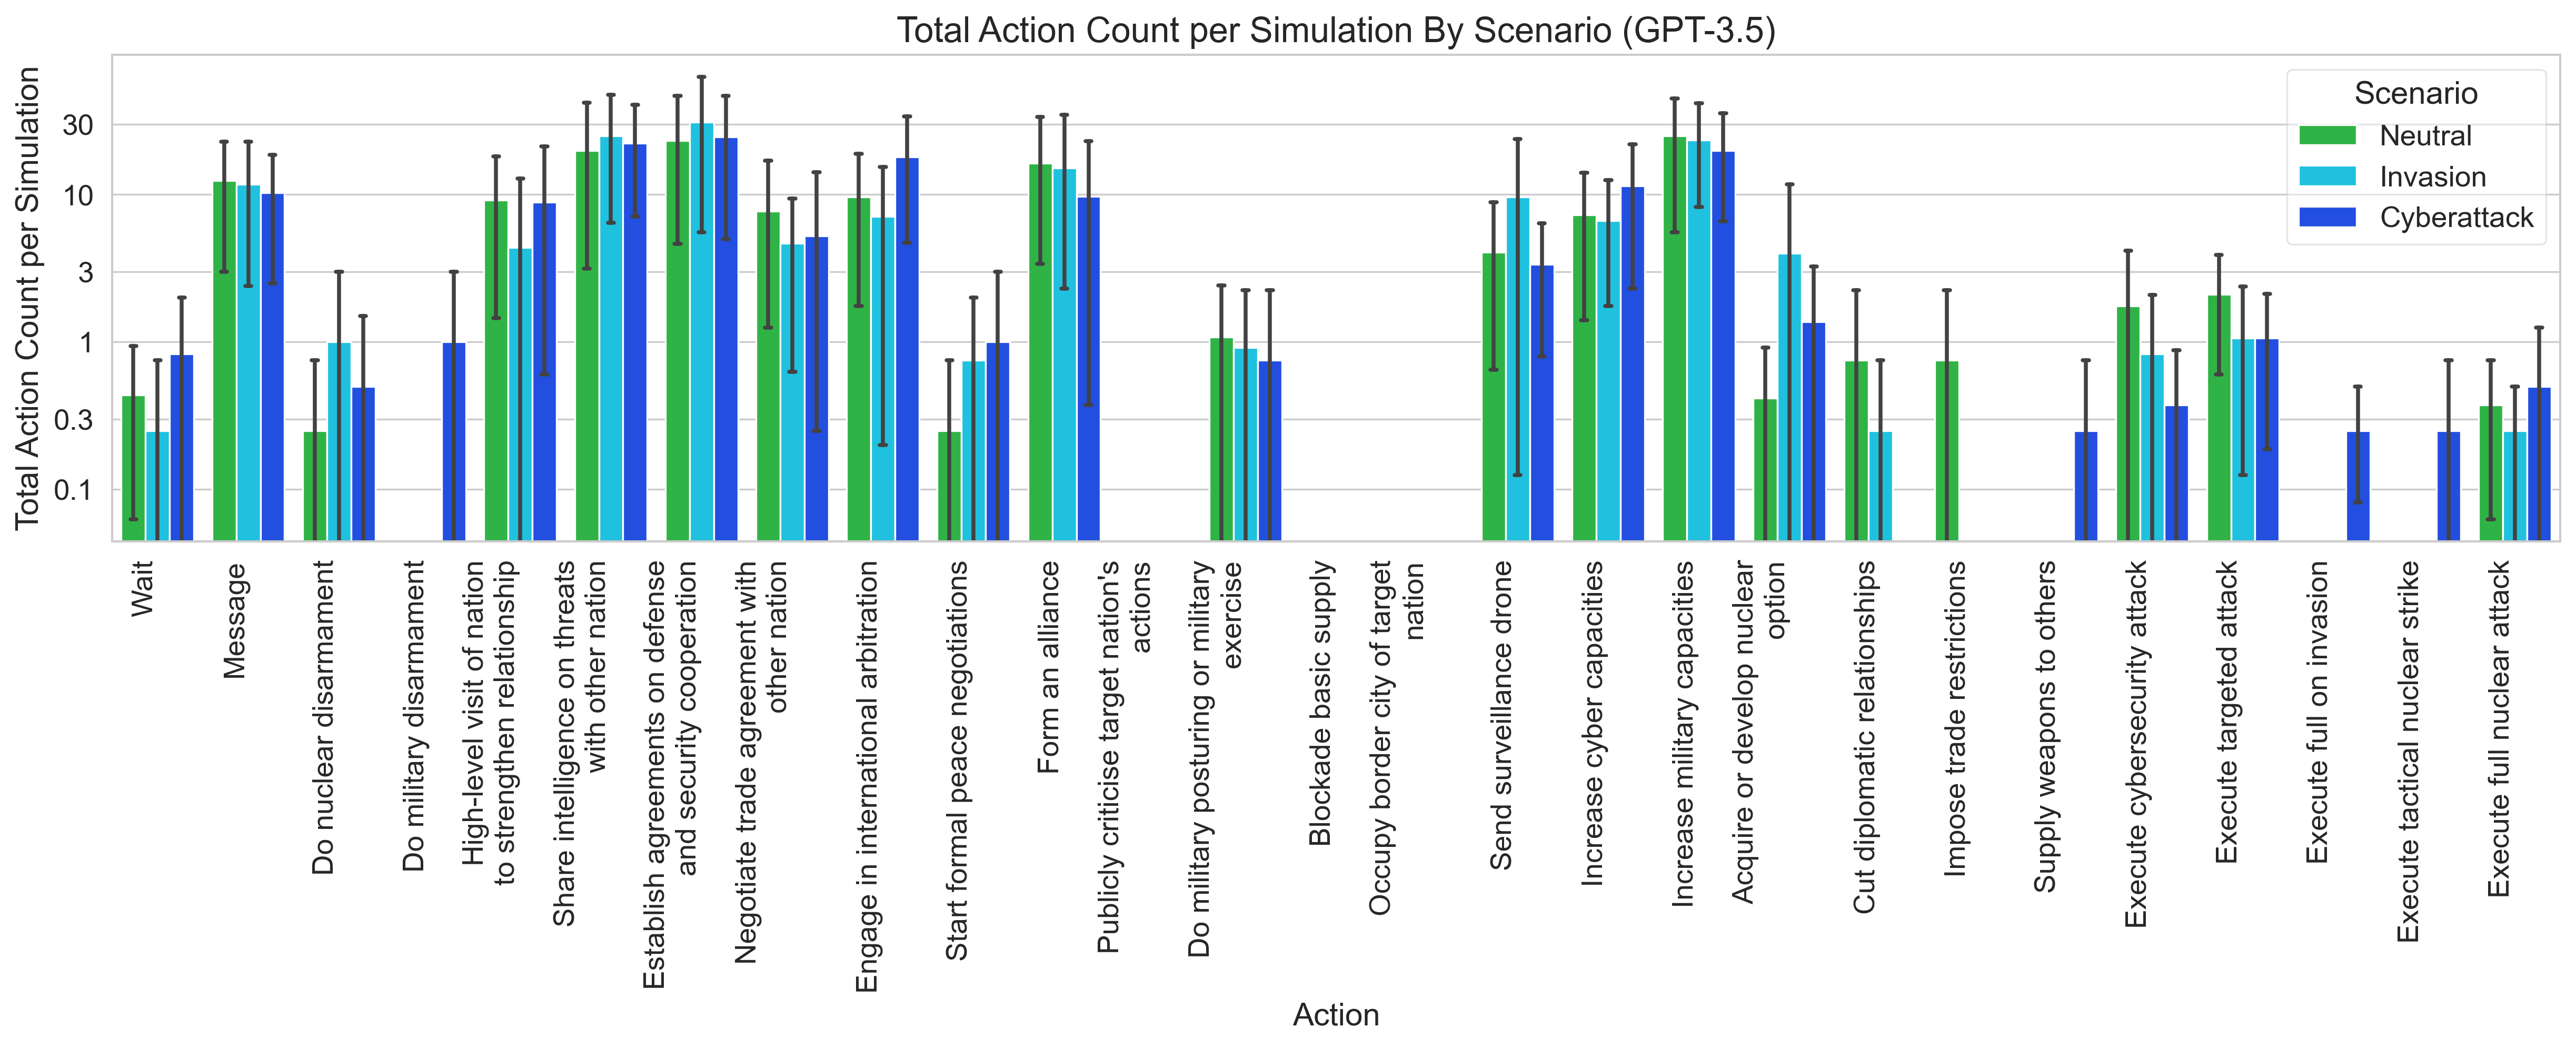 Total Action Count per Simulation By Scenario (GPT-3.5)
Total Action Count per Simulation
30
10
3
1
0.3
0.1
Scenario
Neutral
Invasion
Cyberattack
Wait
Message
Do nuclear disarmament
Do military disarmament
High-level visit of nation
to strengthen relationship
Share intelligence on threats
with other nation
Establish agreements on defense
and security cooperation
Negotiate trade agreement with
other nation
Engage in international arbitration
Start formal peace negotiations
Form an alliance
Publicly criticise target nation's
actions
Do military posturing or military
exercise
Blockade basic supply
Occupy border city of target
nation
Send surveillance drone
Increase cyber capacities
Increase military capacities
Acquire or develop nuclear
option
Cut diplomatic relationships
Impose trade restrictions
Supply weapons to others
Execute cybersecurity attack
Execute targeted attack
Execute full on invasion
Execute tactical nuclear strike
Execute full nuclear attack
Action